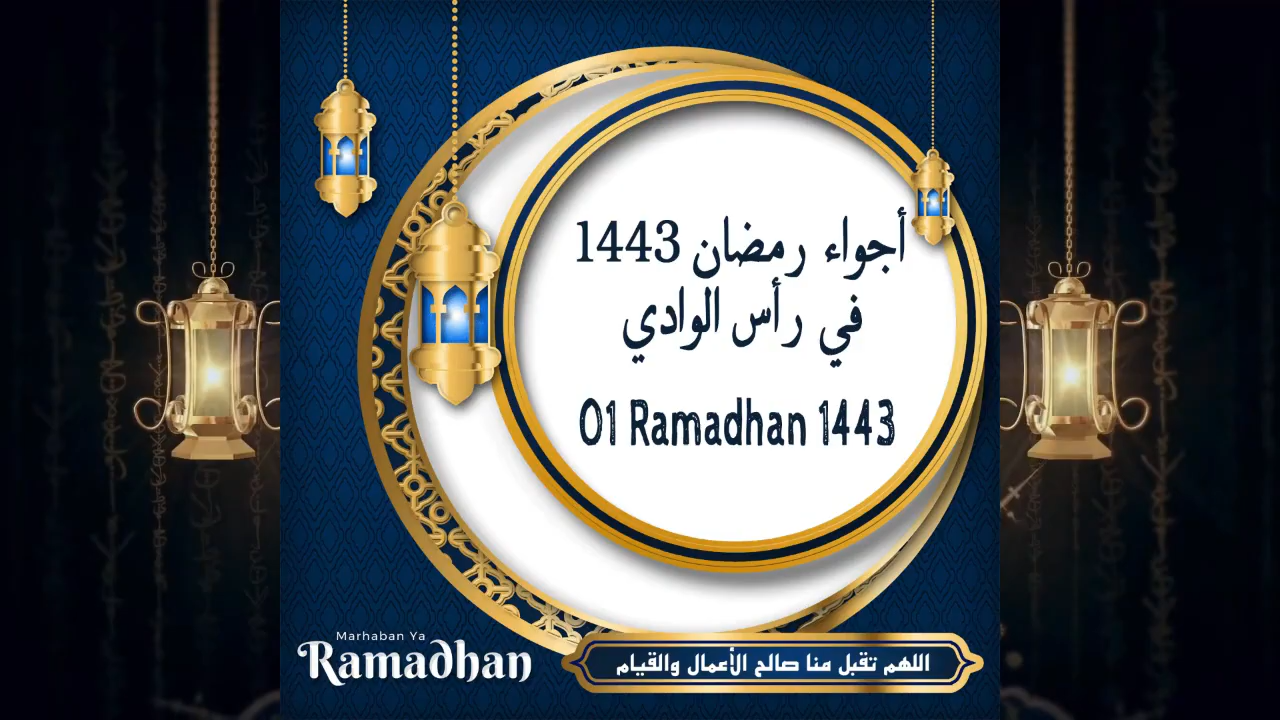 أجواء رمضان 1443
في رأس الوادي
01 Ramadhan 1443
Marhaban Ya
Ramadhan
اللهم تقبل منا صالح الأعمال والقيام